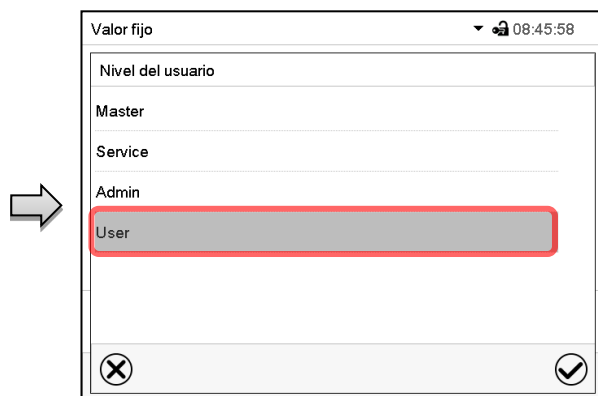 Valor fijo 08:45:58
Nivel del usuario
Master
Service
Admin
User